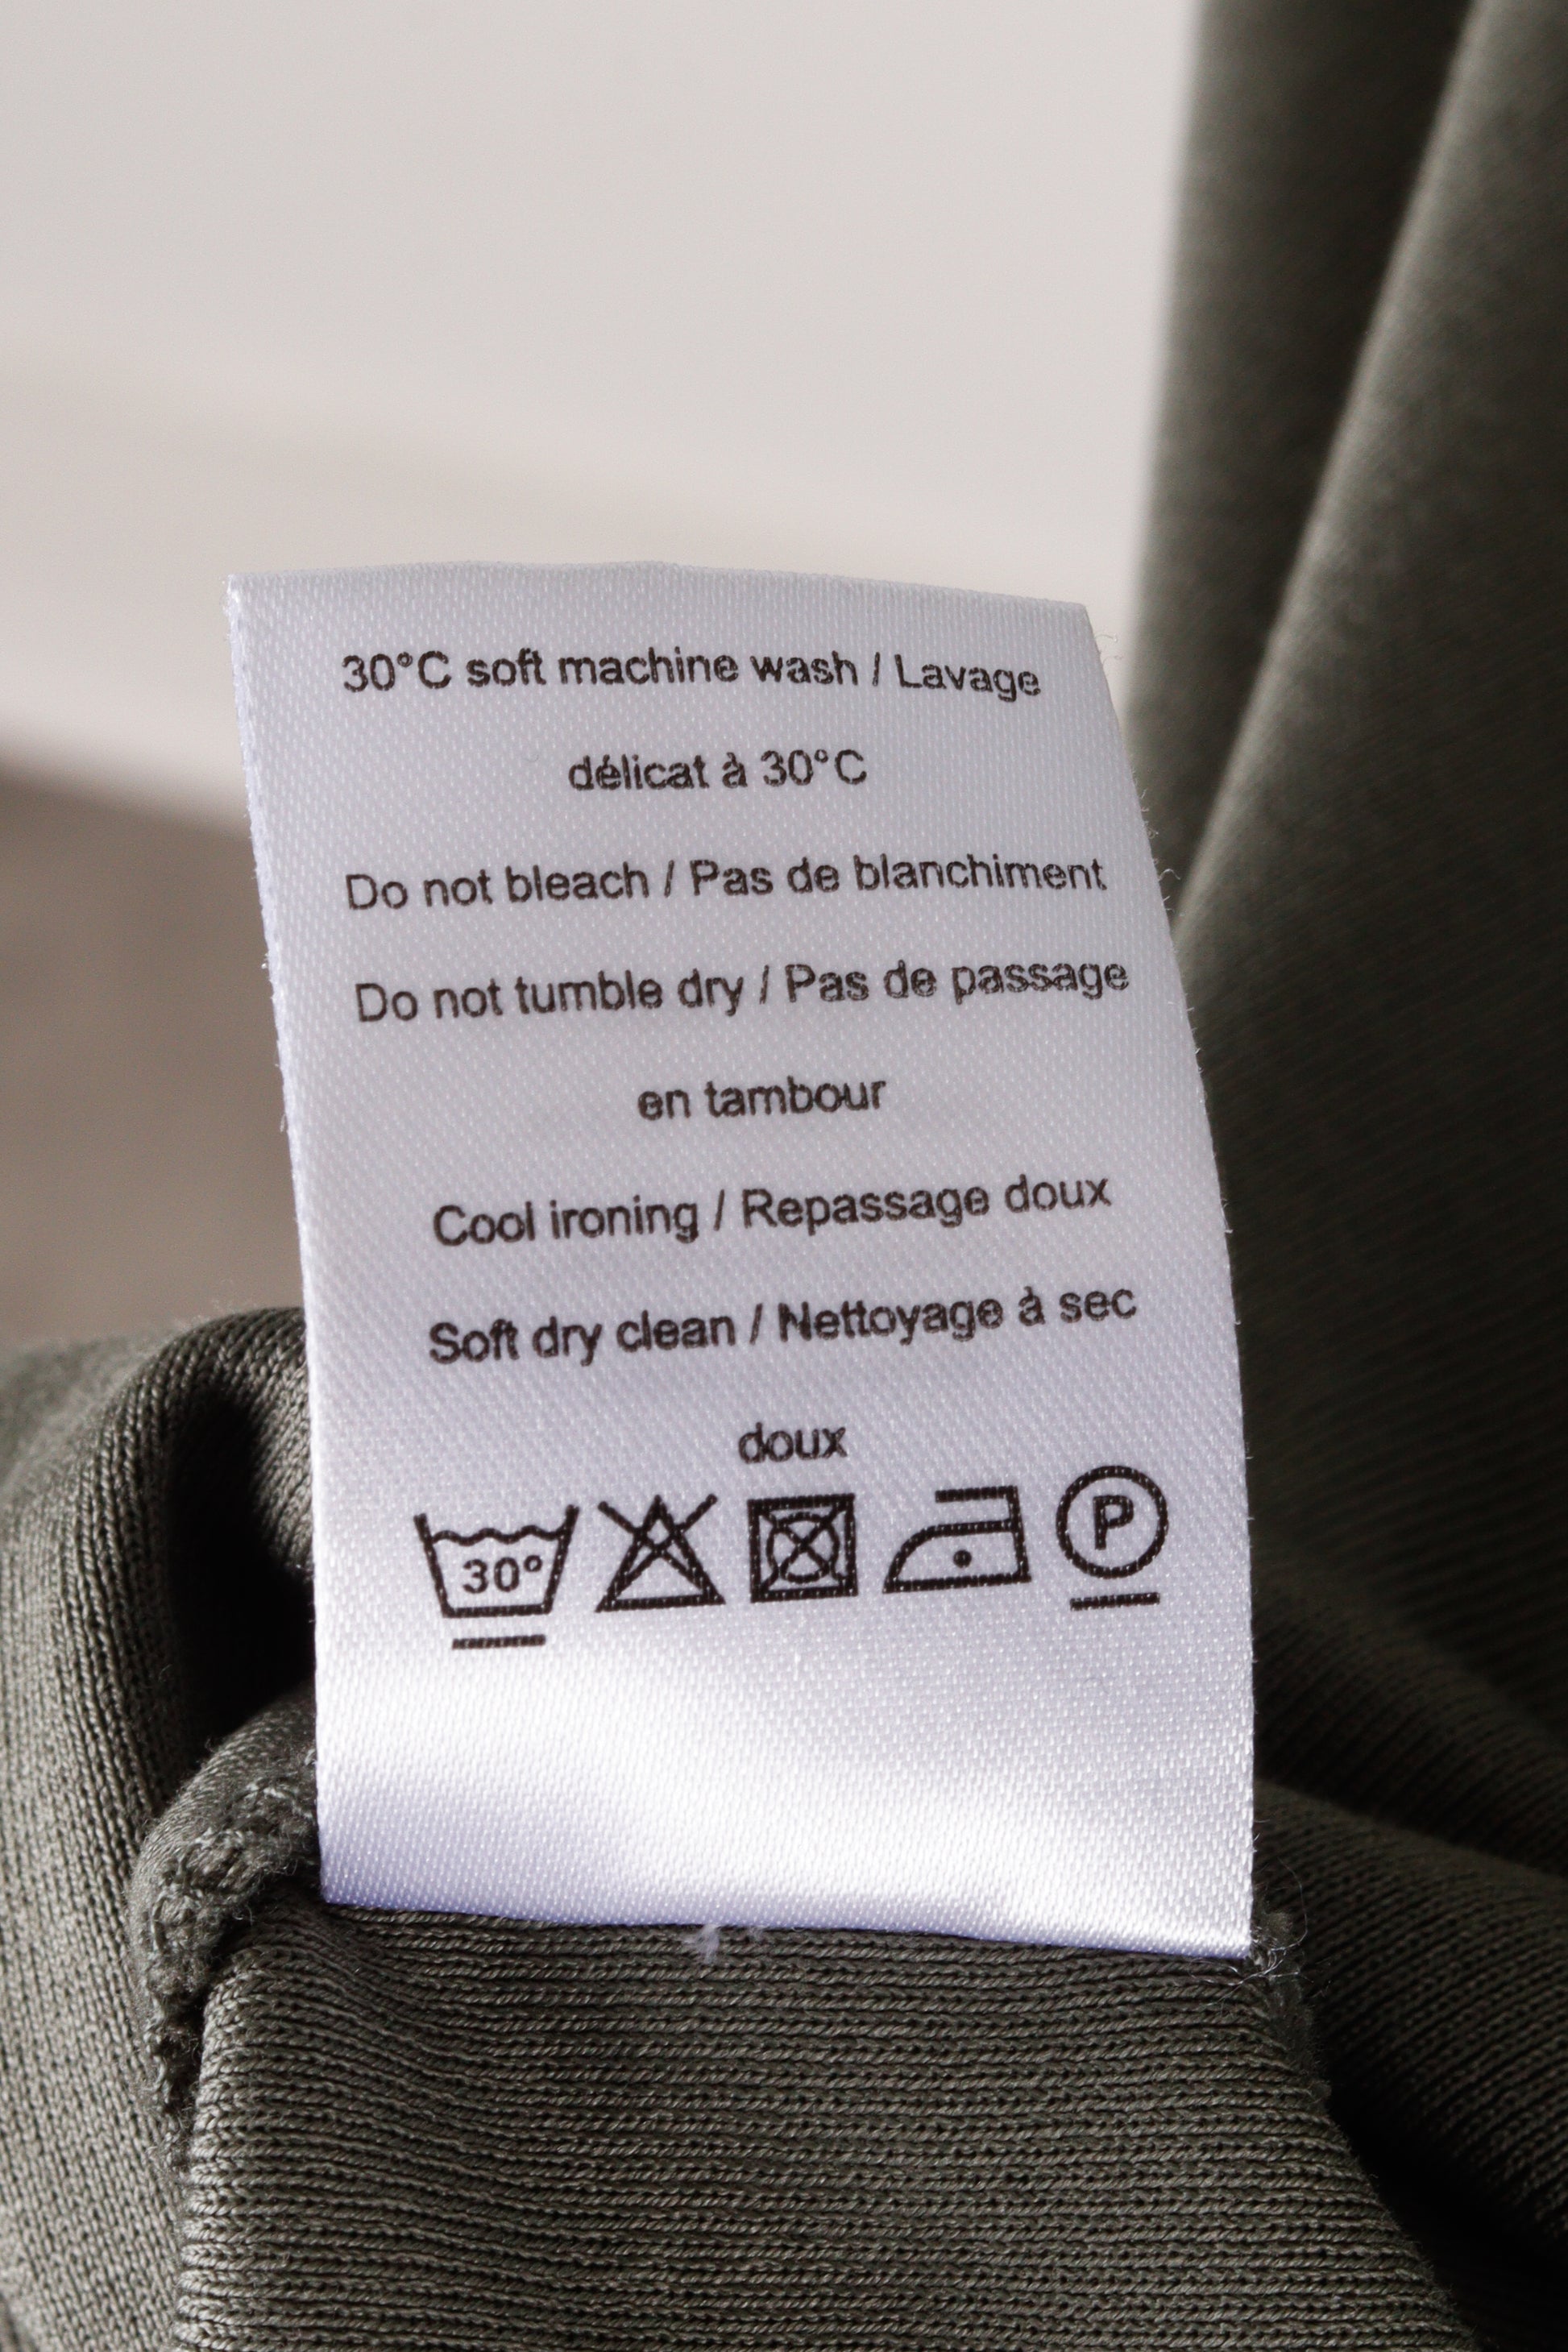 30°C soft machine wash / Lavage
délicat à 30°C
Do not bleach / Pas de blanchiment
Do not tumble dry / Pas de passage
en tambour
Cool ironing / Repassage doux
Soft dry clean / Nettoyage à sec
doux
30° P